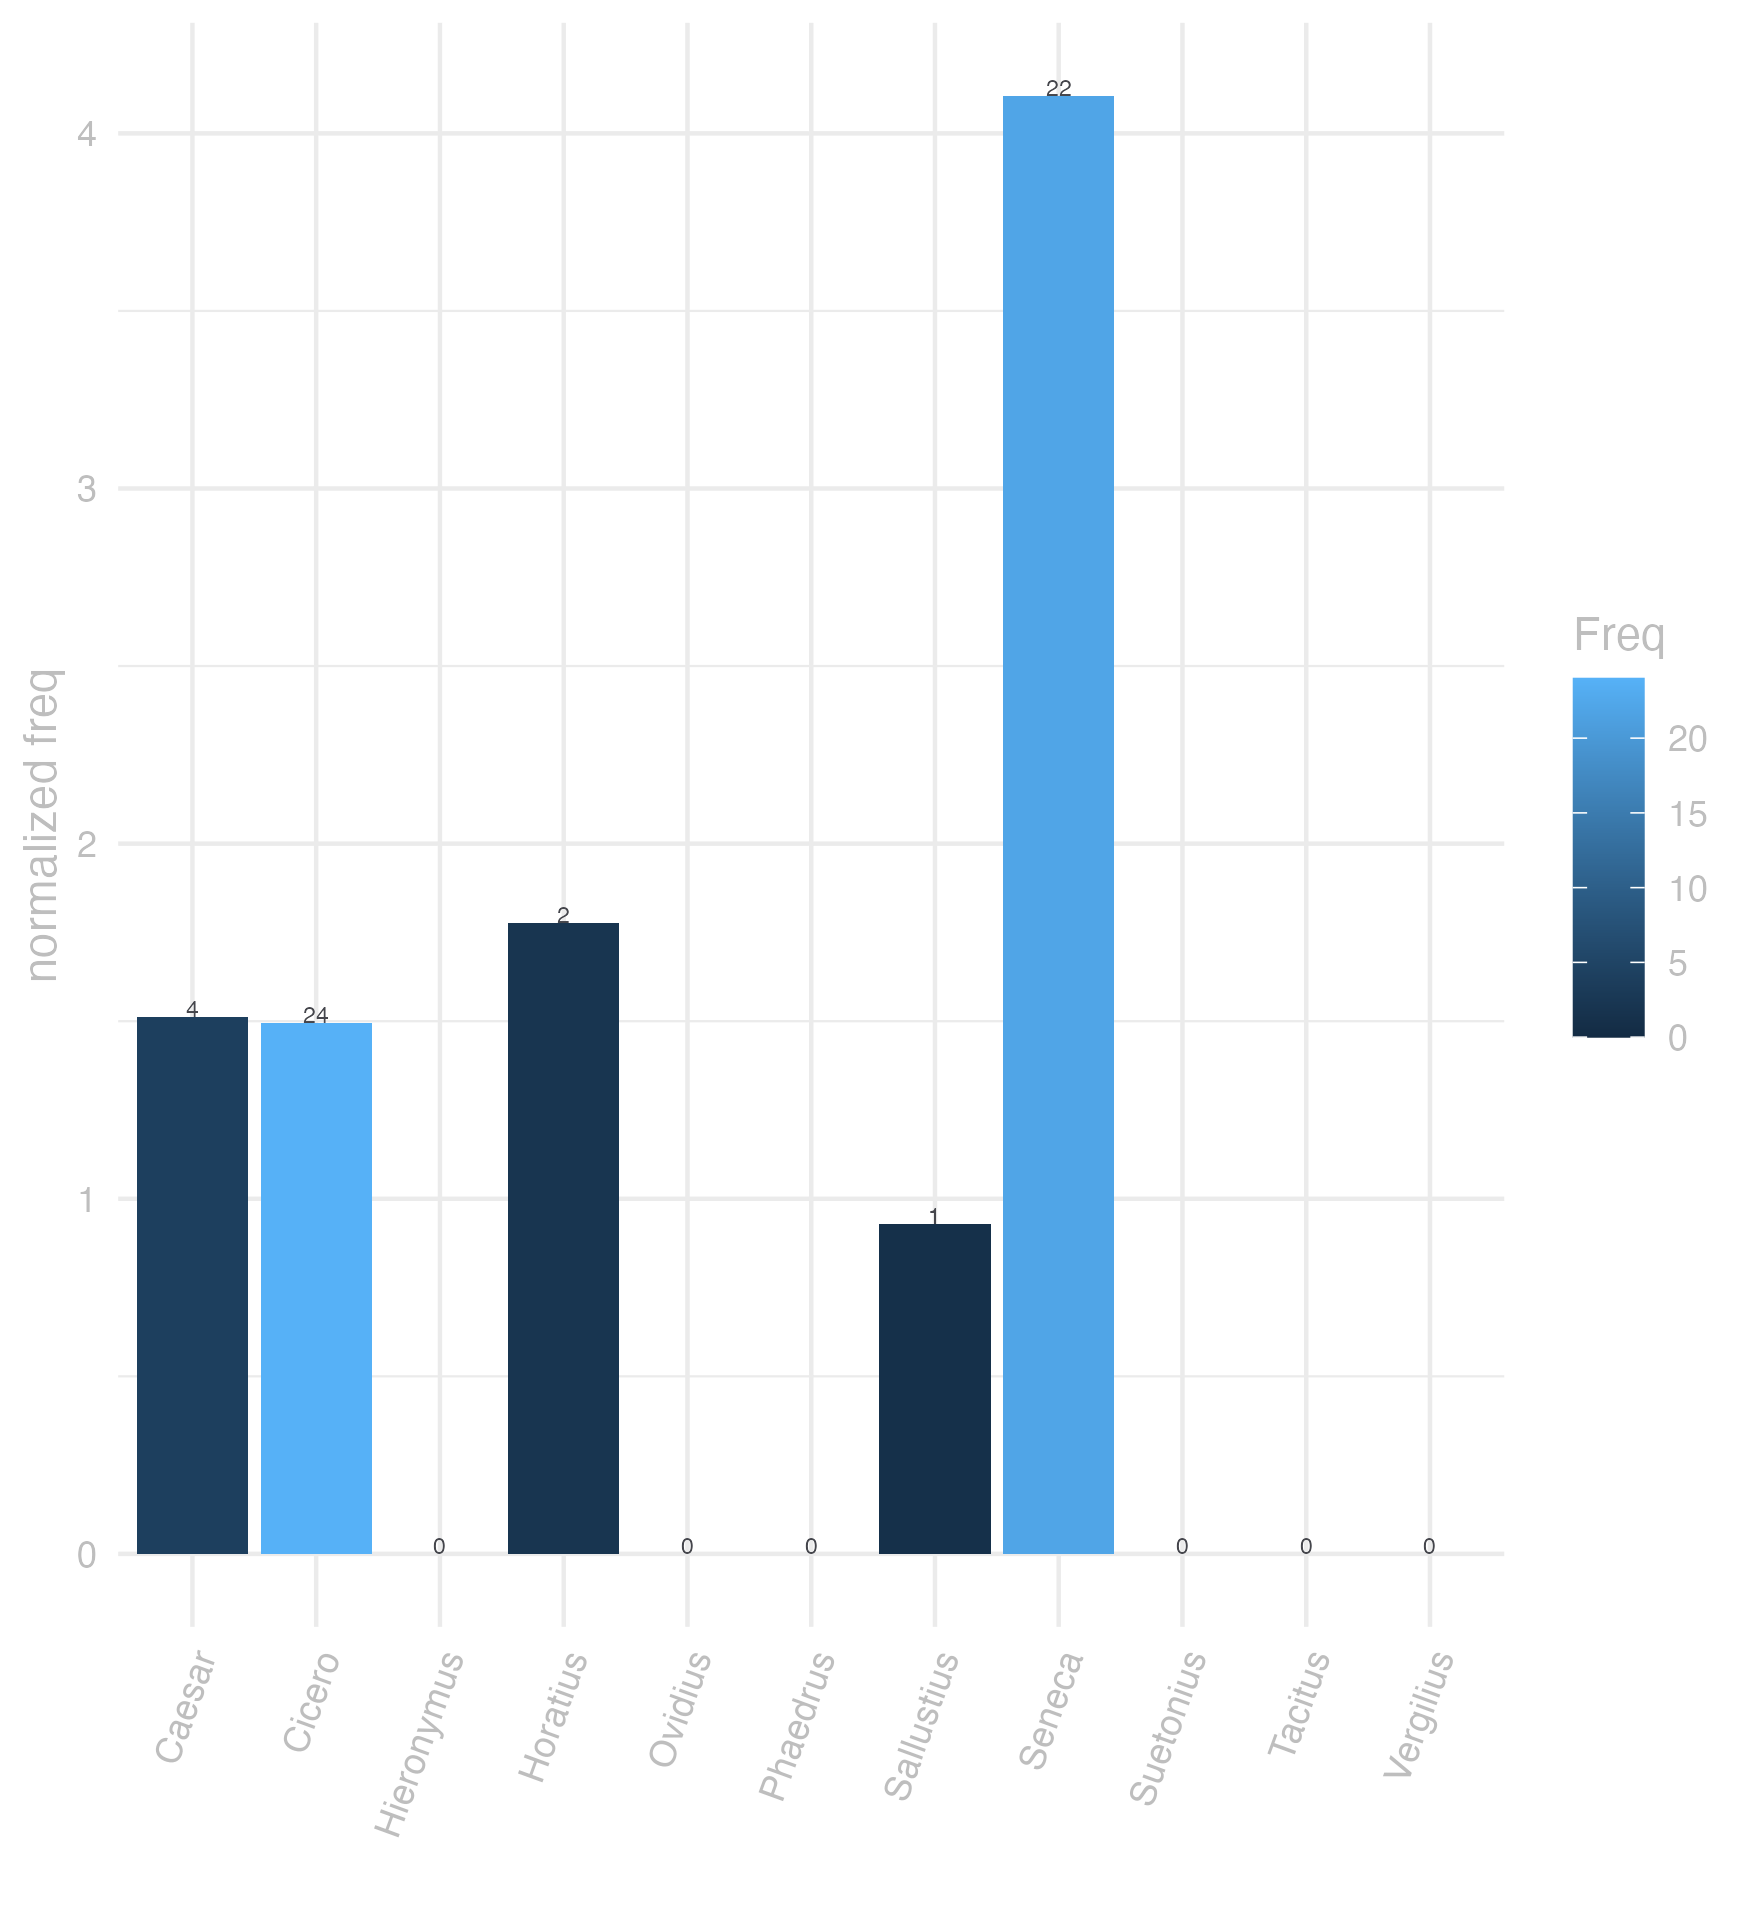 22
4
3
2
1
0
normalized freq
4
24
0
2
0
0
1
0
0
0
Caesar
Cicero
Hieronymus
Horatius
Ovidius
Phaedrus
Sallustius
Seneca
Suetonius
Tacitus
Vergilius
Freq
20
15
10
5
0